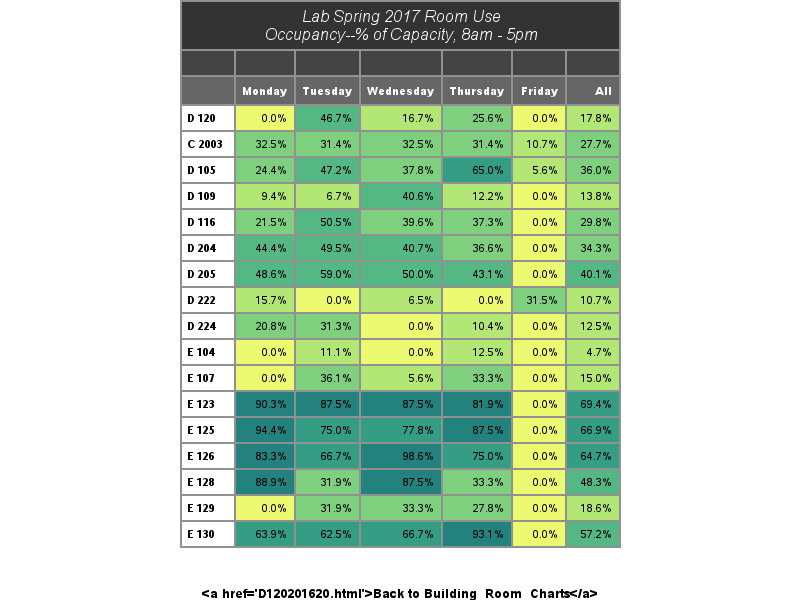 Lab Spring 2017 Room Use
Occupancy--% of Capacity, 8am - 5pm
Monday Tuesday Wednesday Thursday Friday All
D 120 0.0% 46.7% 16.7% 25.6% 0.0% 17.8%
C 2003 32.5% 31.4% 32.5% 31.4% 10.7% 27.7%
D 105 24.4% 47.2% 37.8% 65.0% 5.6% 36.0%
D 109 9.4% 6.7% 40.6% 12.2% 0.0% 13.8%
D 116 21.5% 50.5% 39.6% 37.3% 0.0% 29.8%
D 204 44.4% 49.5% 40.7% 36.6% 0.0% 34.3%
D 205 48.6% 59.0% 50.0% 43.1% 0.0% 40.1%
D 222 15.7% 0.0% 6.5% 0.0% 31.5% 10.7%
D 224 20.8% 31.3% 0.0% 10.4% 0.0% 12.5%
E 104 0.0% 11.1% 0.0% 12.5% 0.0% 4.7%
E 107 0.0% 36.1% 5.6% 33.3% 0.0% 15.0%
E 123 90.3% 87.5% 87.5% 81.9% 0.0% 69.4%
E 125 94.4% 75.0% 77.8% 87.5% 0.0% 66.9%
E 126 83.3% 66.7% 98.6% 75.0% 0.0% 64.7%
E 128 88.9% 31.9% 87.5% 33.3% 0.0% 48.3%
E 129 0.0% 31.9% 33.3% 27.8% 0.0% 18.6%
E 130 63.9% 62.5% 66.7% 93.1% 0.0% 57.2%
<a href='D120201620.html'>Back to Building_Room_Charts</a>